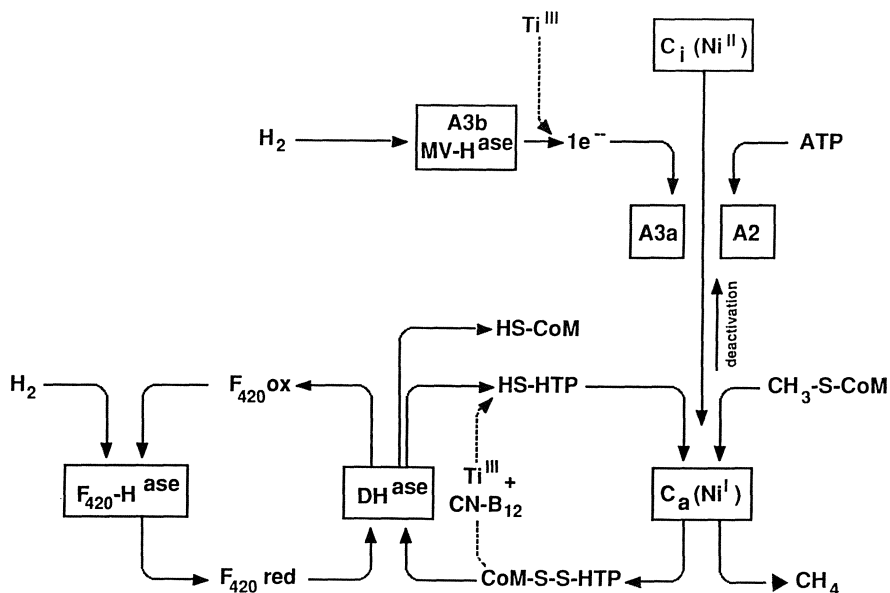 Ti^III
C_i (Ni^II)
H₂
A3b
MV-H^ase
1e⁻⁻
ATP
A3a
A2
deactivation
HS-CoM
H₂
F₄₂₀ox
HS-HTP
CH₃-S-CoM
F₄₂₀-H^ase
DH^ase
Ti^III +
CN-B₁₂
C_a (Ni^I)
F₄₂₀ red
CoM-S-S-HTP
CH₄